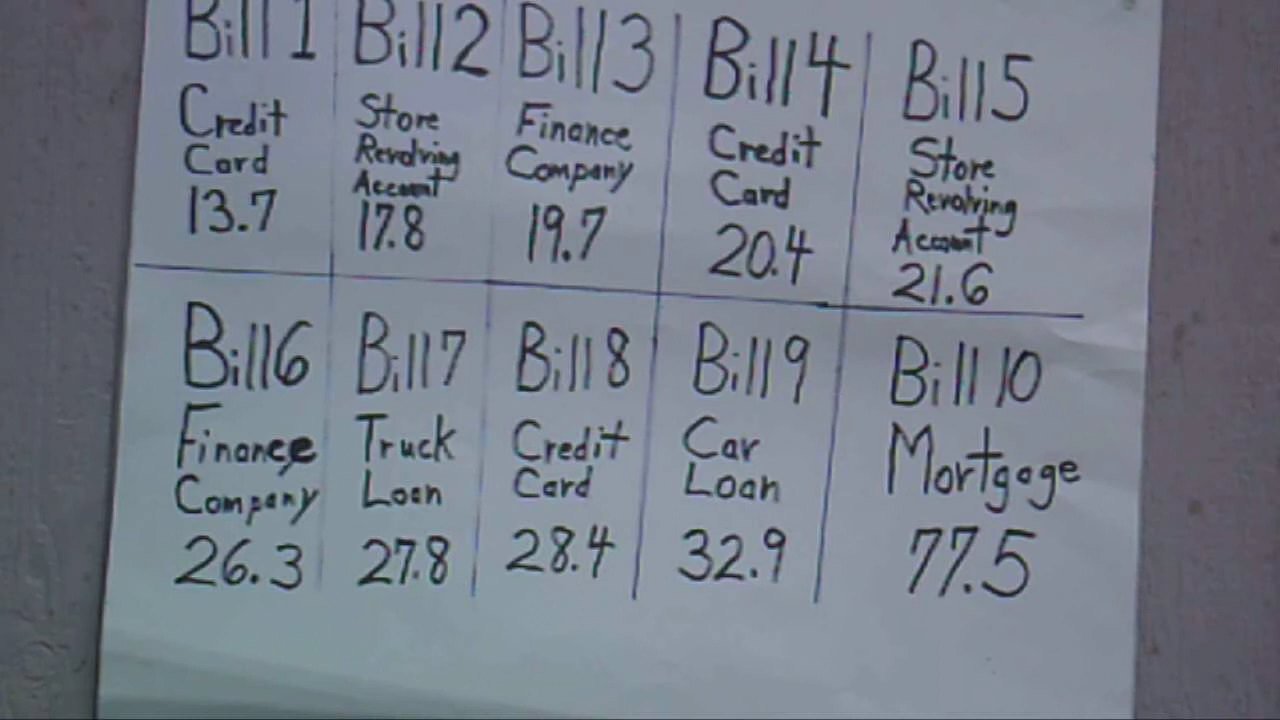 Bill 1 Bill 2 Bill 3 Bill 4 Bill 5
Credit
Card
13.7
Store
Revolving
Account
17.8
Finance
Company
19.7
Credit
Card
20.4
Store
Revolving
Account
21.6
Bill 6 Bill 7 Bill 8 Bill 9 Bill 10
Finance
Company
26.3
Truck
Loan
27.8
Credit
Card
28.4
Car
Loan
32.9
Mortgage
77.5